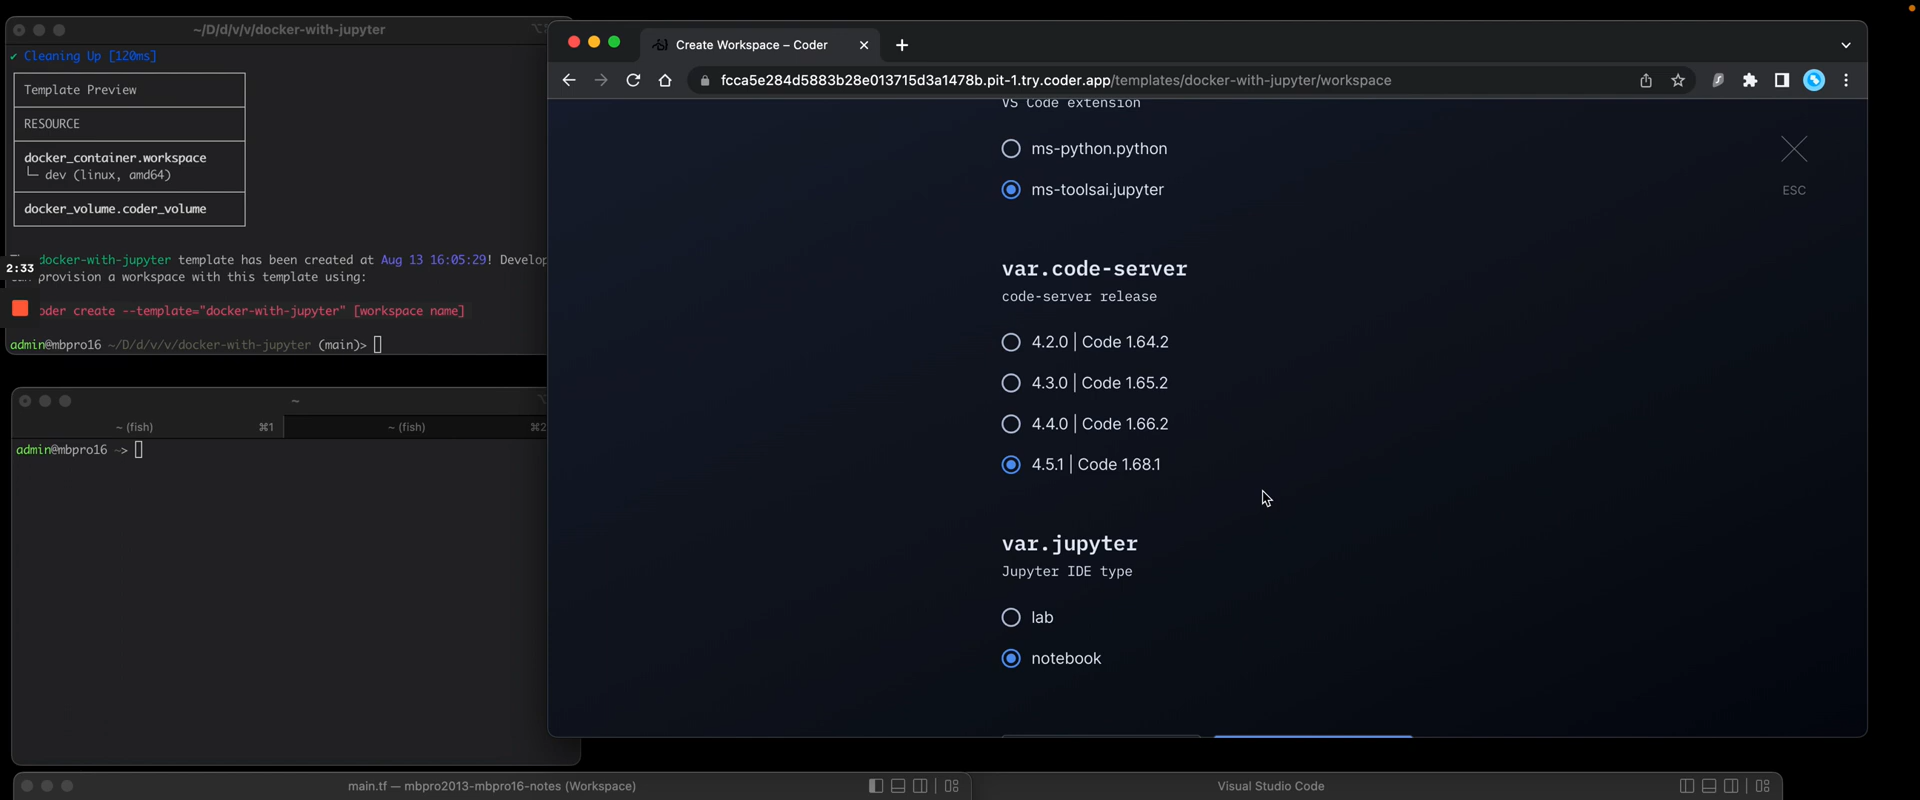 ~/D/d/v/v/docker-with-jupyter
✔ Cleaning Up [120ms]
Template Preview
RESOURCE
docker_container.workspace
└─ dev (linux, amd64)
docker_volume.coder_volume
docker-with-jupyter template has been created at Aug 13 16:05:29! Develop
2:33
provision a workspace with this template using:
oder create --template="docker-with-jupyter" [workspace name]
admin@mbpro16 ~/D/d/v/v/docker-with-jupyter (main)>
~
~ (fish) ⌘1 ~ (fish) ⌘2
admin@mbpro16 ~>
Create Workspace – Coder
fcca5e284d5883b28e013715d3a1478b.pit-1.try.coder.app/templates/docker-with-jupyter/workspace
VS Code extension
ms-python.python
ms-toolsai.jupyter
ESC
var.code-server
code-server release
4.2.0 | Code 1.64.2
4.3.0 | Code 1.65.2
4.4.0 | Code 1.66.2
4.5.1 | Code 1.68.1
var.jupyter
Jupyter IDE type
lab
notebook
main.tf — mbpro2013-mbpro16-notes (Workspace)
Visual Studio Code